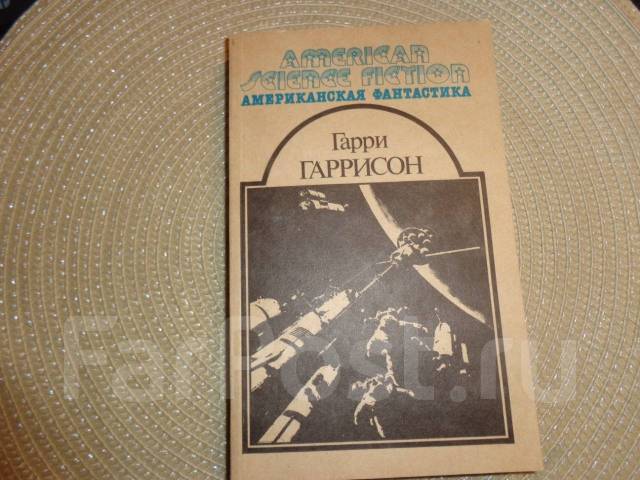 AMERICAN
SCIENCE FICTION
АМЕРИКАНСКАЯ ФАНТАСТИКА
Гарри
ГАРРИСОН
FarPost.ru